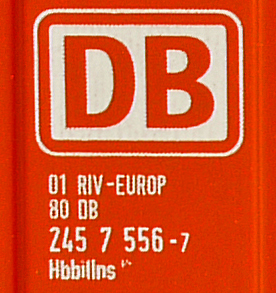 DB
01 RIV-EUROP
80 DB
245 7 556-7
Hbbillns